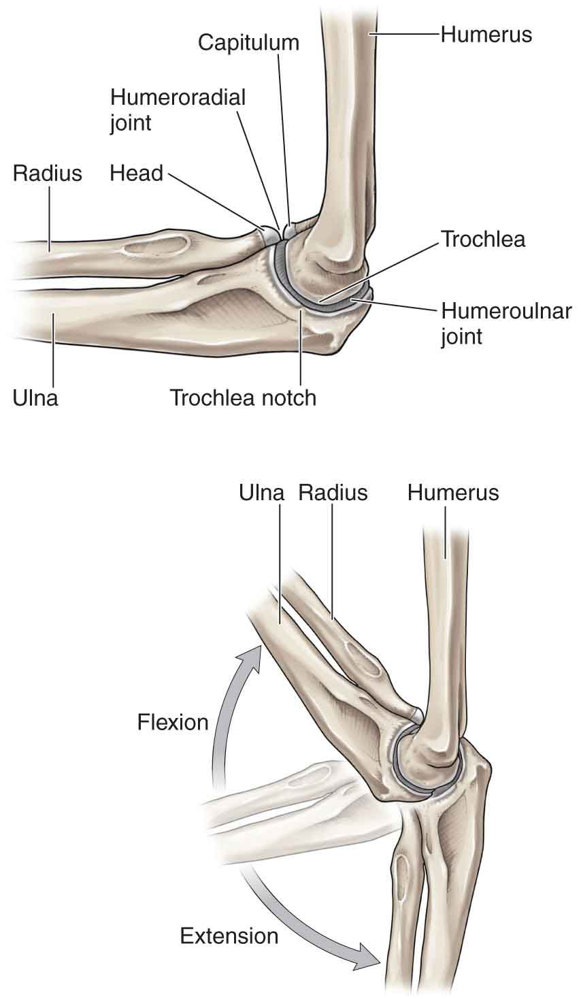 Humerus
Capitulum
Humeroradial
joint
Radius
Head
Trochlea
Humeroulnar
joint
Ulna
Trochlea notch
Ulna
Radius
Humerus
Flexion
Extension